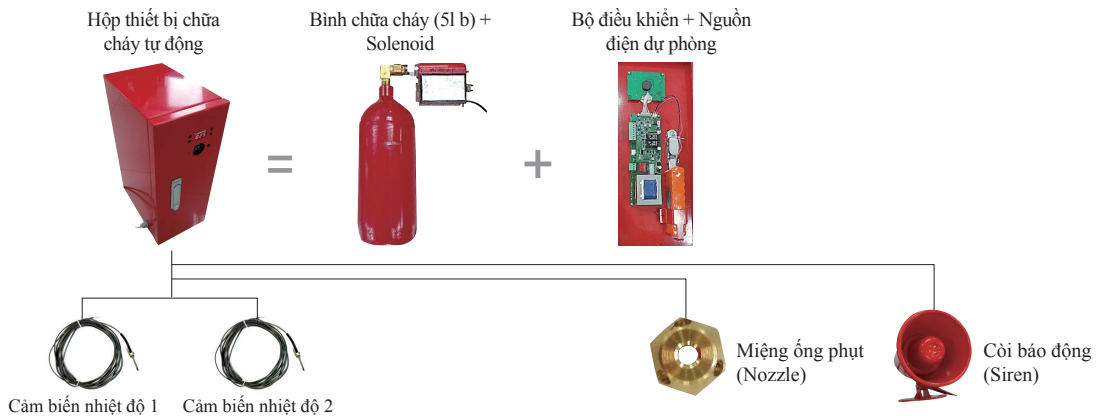 Hộp thiết bị chữa
cháy tự động
Bình chữa cháy (5l b) +
Solenoid
Bộ điều khiển + Nguồn
điện dự phòng
=
+
Miệng ống phụt
(Nozzle)
Còi báo động
(Siren)
Cảm biến nhiệt độ 1
Cảm biến nhiệt độ 2